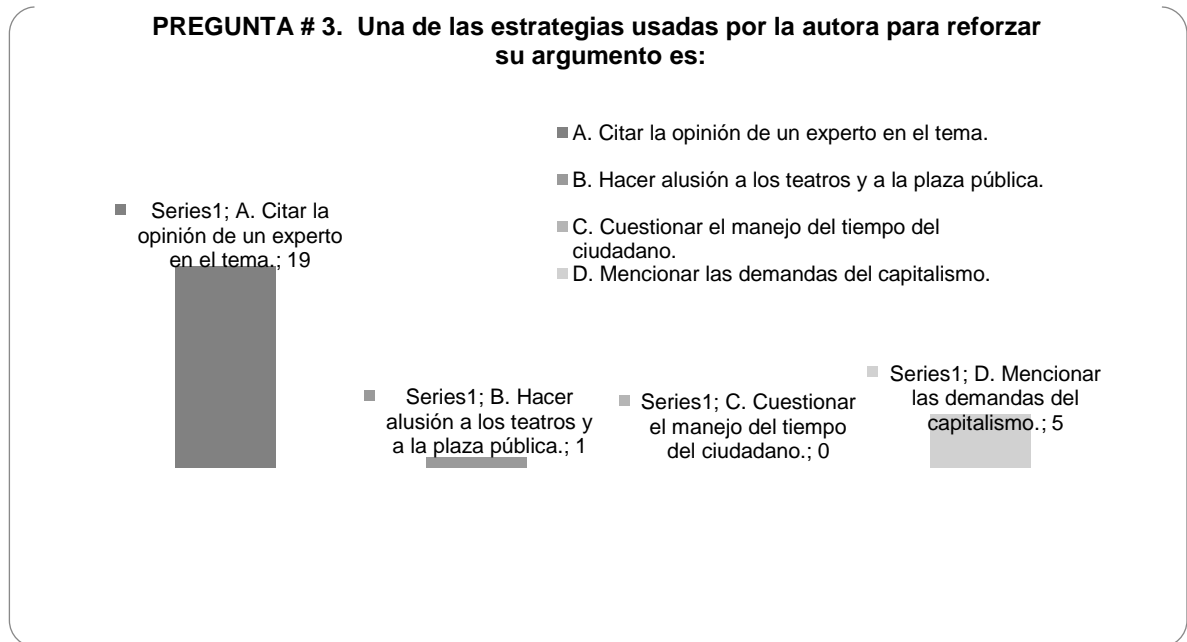 PREGUNTA # 3. Una de las estrategias usadas por la autora para reforzar
su argumento es:
A. Citar la opinión de un experto en el tema.
B. Hacer alusión a los teatros y a la plaza pública.
C. Cuestionar el manejo del tiempo del
ciudadano.
D. Mencionar las demandas del capitalismo.
Series1; A. Citar la
opinión de un experto
en el tema.; 19
Series1; B. Hacer
alusión a los teatros y
a la plaza pública.; 1
Series1; C. Cuestionar
el manejo del tiempo
del ciudadano.; 0
Series1; D. Mencionar
las demandas del
capitalismo.; 5